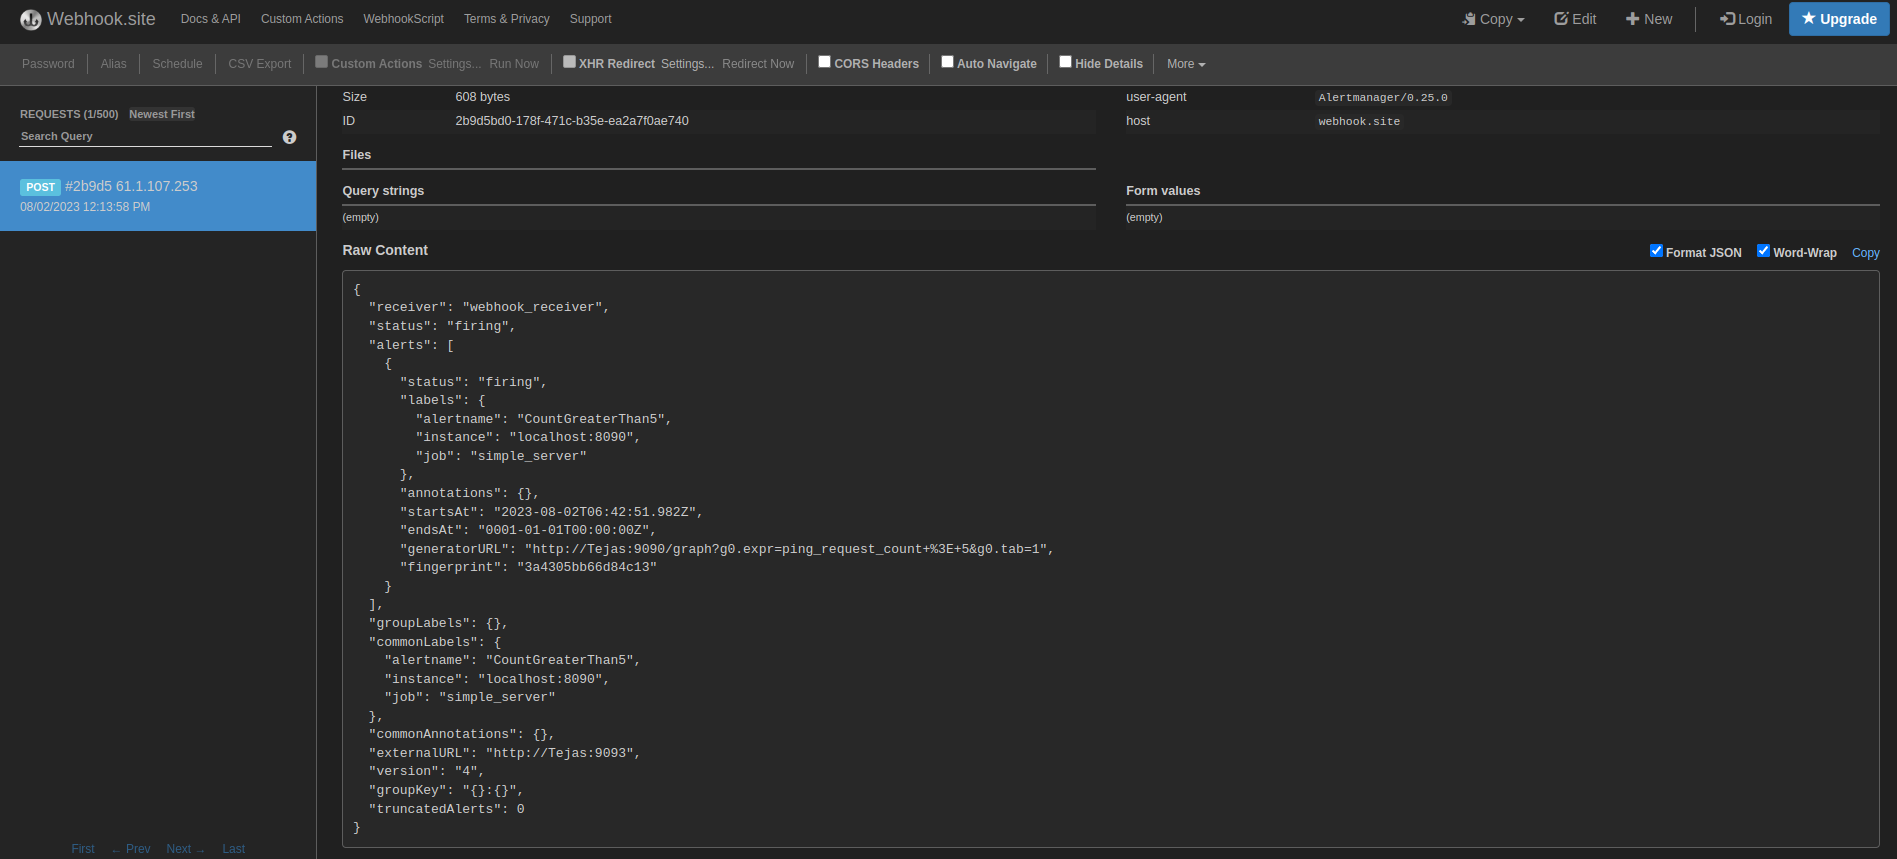 Webhook.site Docs & API Custom Actions WebhookScript Terms & Privacy Support Copy Edit New Login Upgrade
Password Alias Schedule CSV Export Custom Actions Settings... Run Now XHR Redirect Settings... Redirect Now CORS Headers Auto Navigate Hide Details More
REQUESTS (1/500) Newest First
Search Query
POST #2b9d5 61.1.107.253
08/02/2023 12:13:58 PM
First ← Prev Next → Last
Size 608 bytes
ID 2b9d5bd0-178f-471c-b35e-ea2a7f0ae740
user-agent Alertmanager/0.25.0
host webhook.site
Files
Query strings
(empty)
Form values
(empty)
Raw Content Format JSON Word-Wrap Copy
{
  "receiver": "webhook_receiver",
  "status": "firing",
  "alerts": [
    {
      "status": "firing",
      "labels": {
        "alertname": "CountGreaterThan5",
        "instance": "localhost:8090",
        "job": "simple_server"
      },
      "annotations": {},
      "startsAt": "2023-08-02T06:42:51.982Z",
      "endsAt": "0001-01-01T00:00:00Z",
      "generatorURL": "http://Tejas:9090/graph?g0.expr=ping_request_count+%3E+5&g0.tab=1",
      "fingerprint": "3a4305bb66d84c13"
    }
  ],
  "groupLabels": {},
  "commonLabels": {
    "alertname": "CountGreaterThan5",
    "instance": "localhost:8090",
    "job": "simple_server"
  },
  "commonAnnotations": {},
  "externalURL": "http://Tejas:9093",
  "version": "4",
  "groupKey": "{}:{}",
  "truncatedAlerts": 0
}